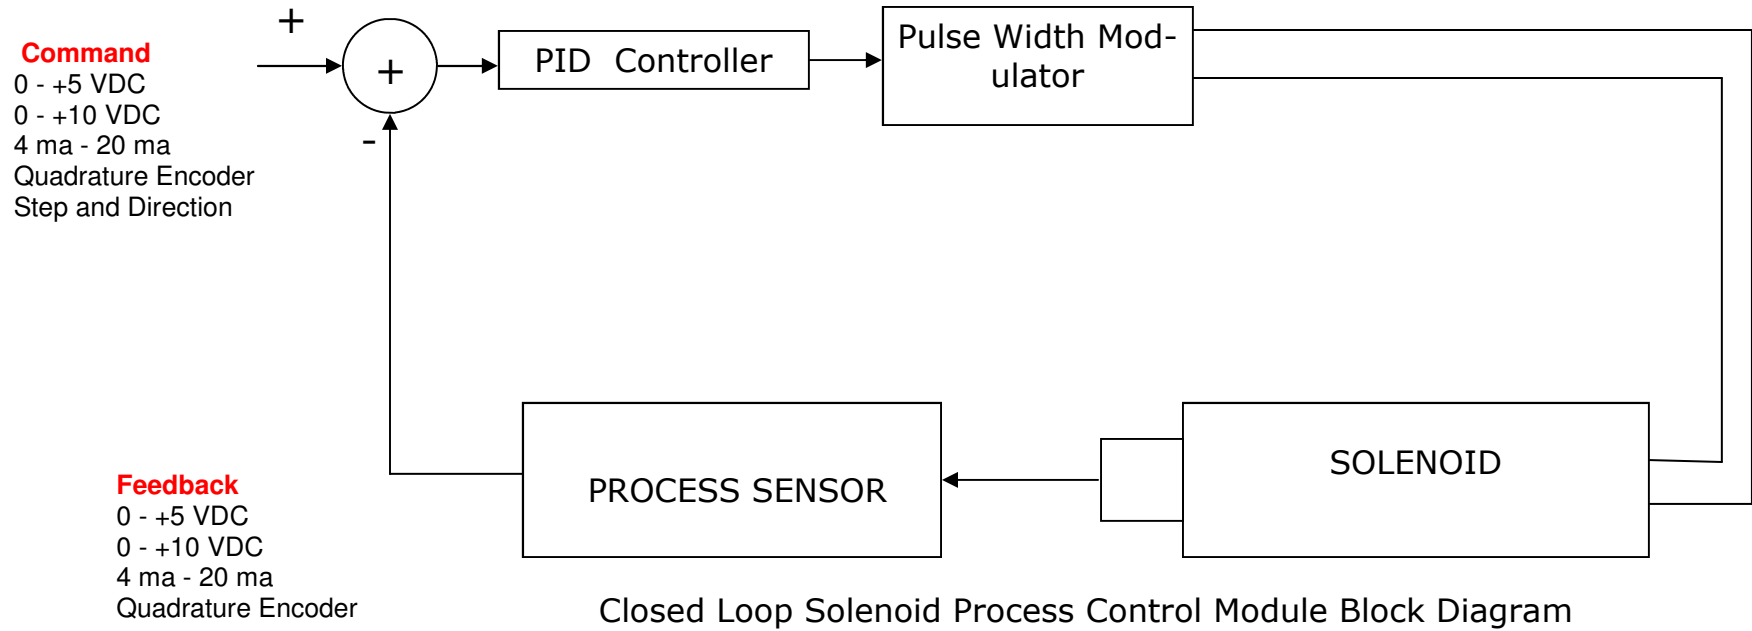 +
Command
0 - +5 VDC
0 - +10 VDC
4 ma - 20 ma
Quadrature Encoder
Step and Direction
+
-
PID Controller
Pulse Width Mod-
ulator
SOLENOID
PROCESS SENSOR
Feedback
0 - +5 VDC
0 - +10 VDC
4 ma - 20 ma
Quadrature Encoder
Closed Loop Solenoid Process Control Module Block Diagram